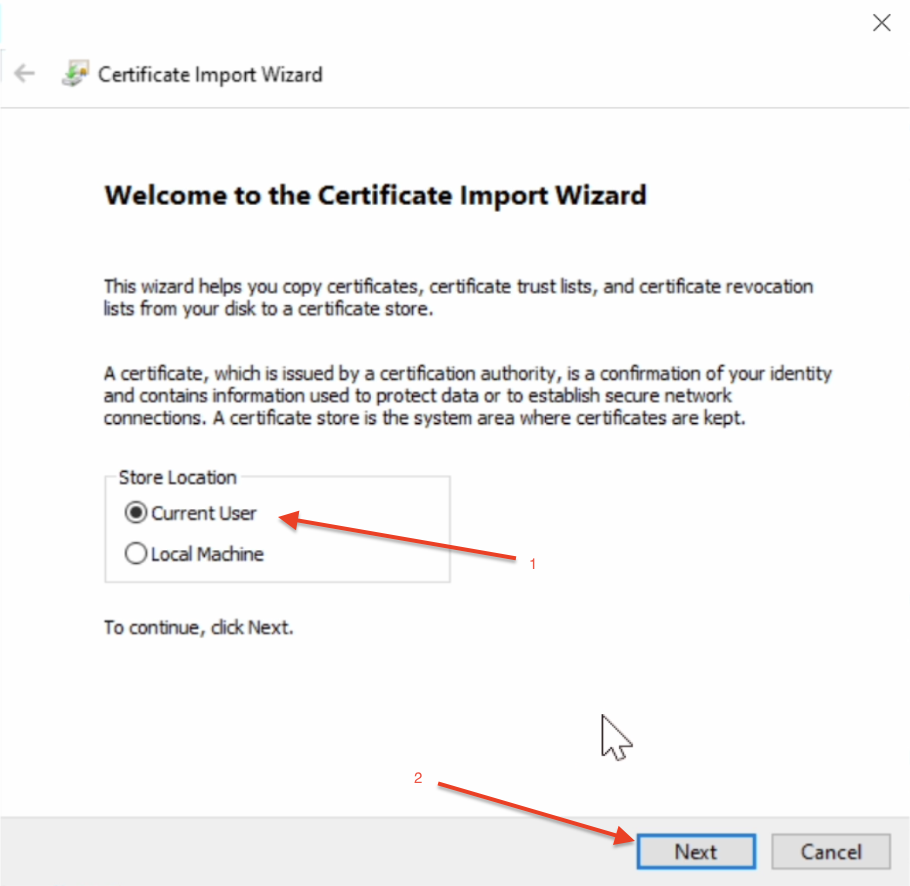 Certificate Import Wizard
Welcome to the Certificate Import Wizard
This wizard helps you copy certificates, certificate trust lists, and certificate revocation
lists from your disk to a certificate store.
A certificate, which is issued by a certification authority, is a confirmation of your identity
and contains information used to protect data or to establish secure network
connections. A certificate store is the system area where certificates are kept.
Store Location
Current User
Local Machine
1
To continue, click Next.
2
Next
Cancel